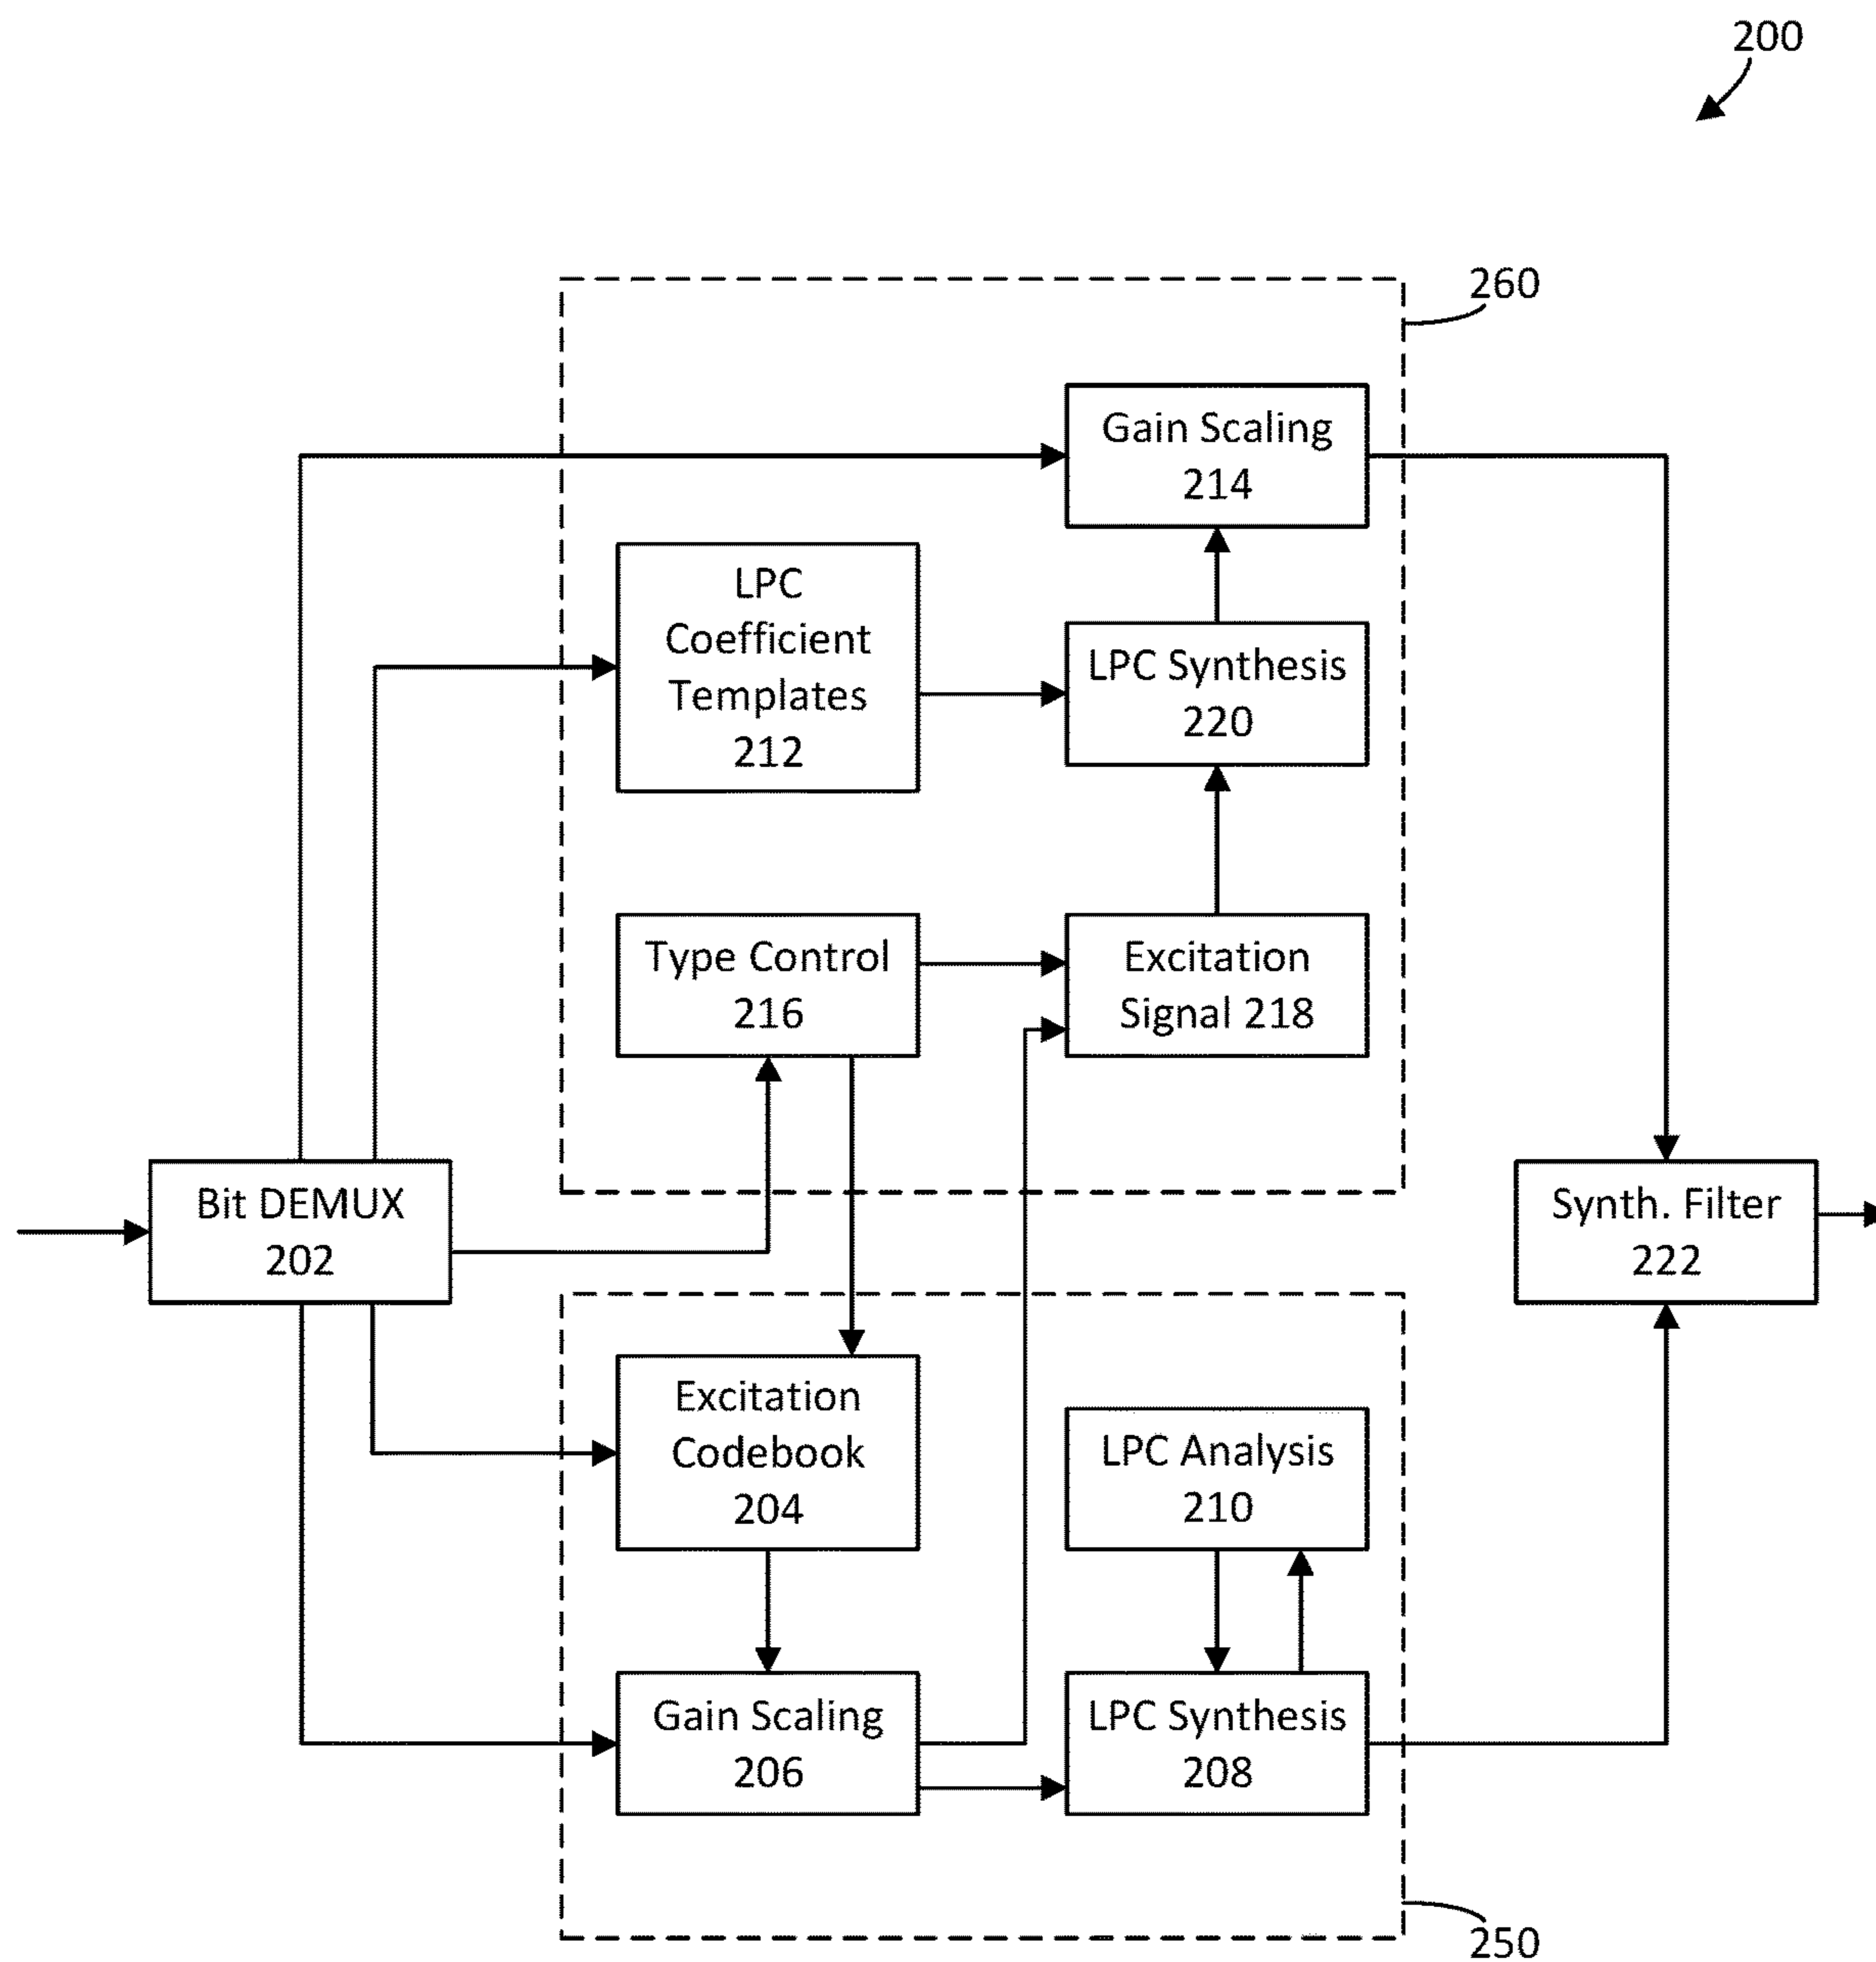 200
260
Gain Scaling
214
LPC
Coefficient
Templates
212
LPC Synthesis
220
Type Control
216
Excitation
Signal 218
Bit DEMUX
202
Synth. Filter
222
Excitation
Codebook
204
LPC Analysis
210
Gain Scaling
206
LPC Synthesis
208
250